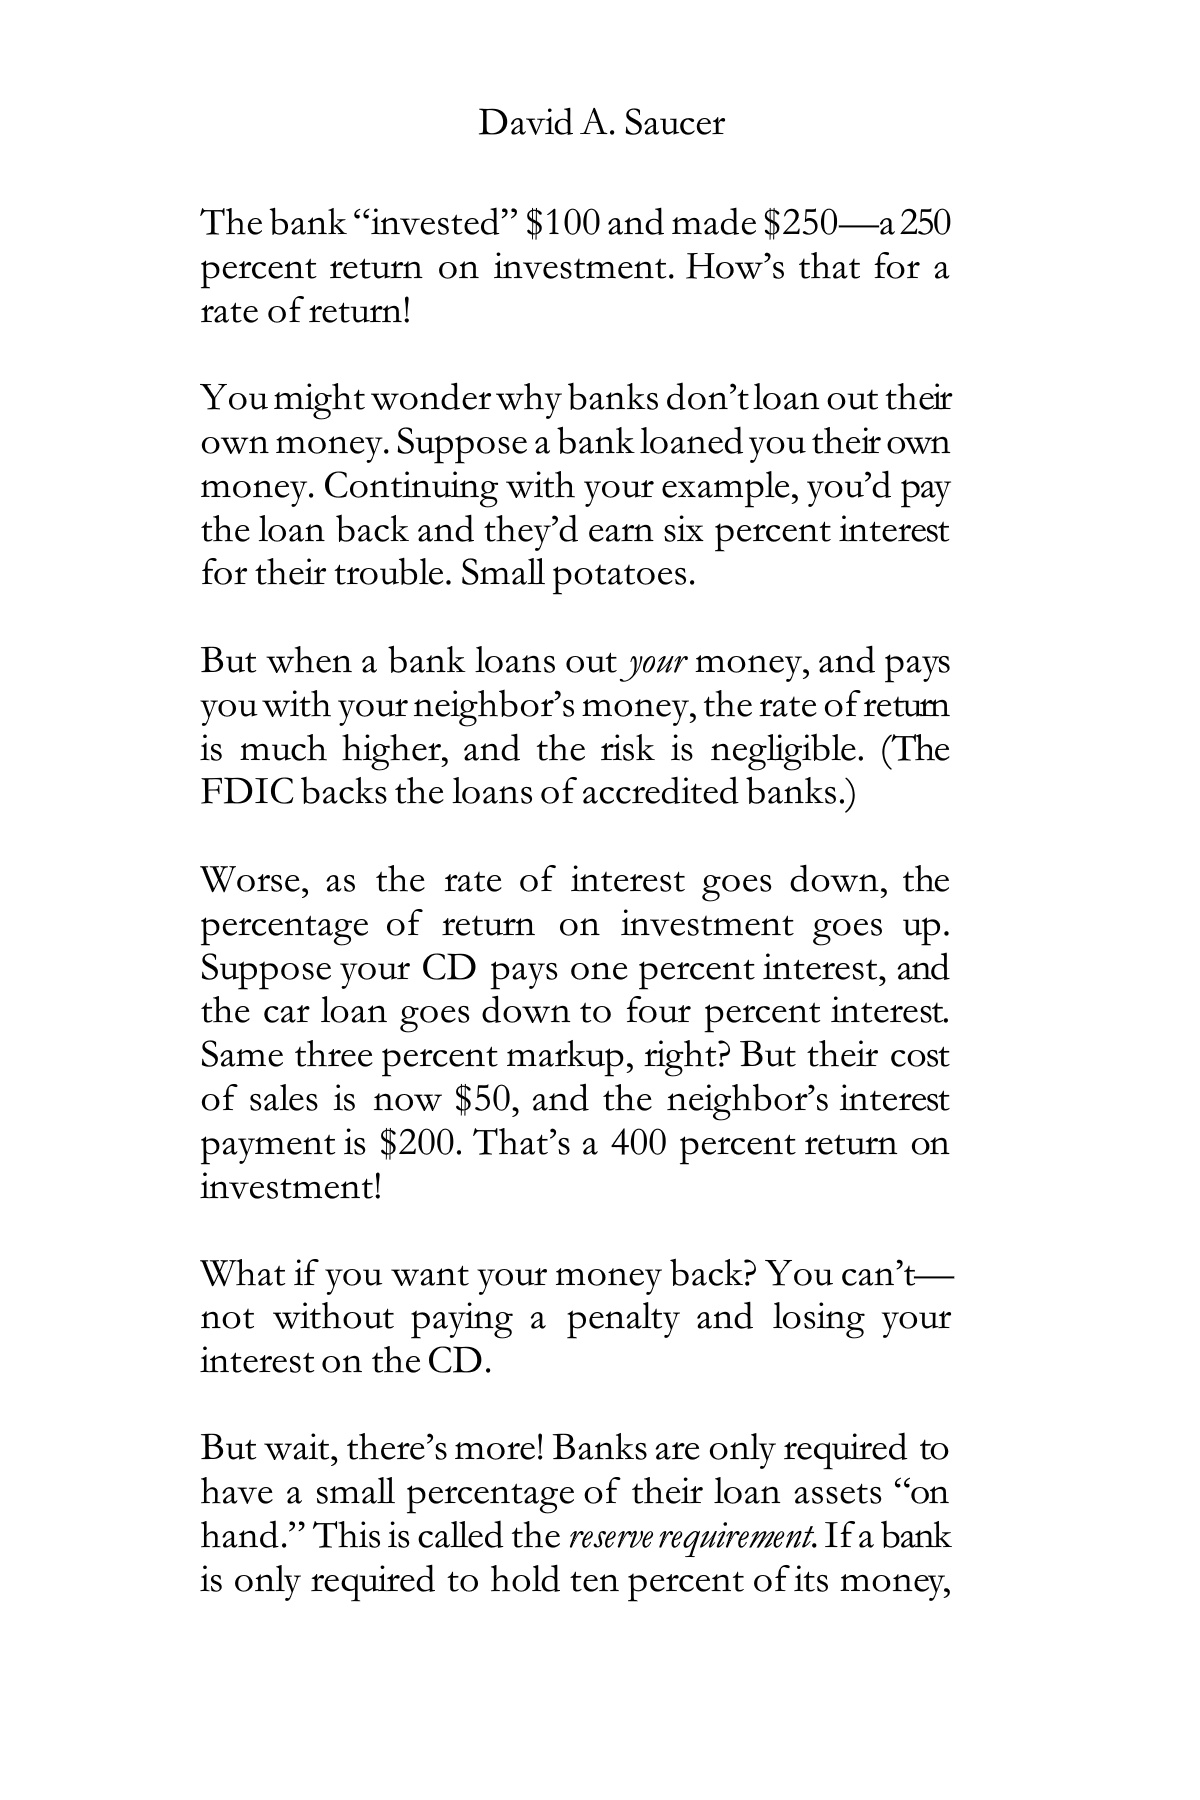 David A. Saucer
The bank “invested” $100 and made $250—a 250
percent return on investment. How’s that for a
rate of return!
You might wonder why banks don’t loan out their
own money. Suppose a bank loaned you their own
money. Continuing with your example, you’d pay
the loan back and they’d earn six percent interest
for their trouble. Small potatoes.
But when a bank loans out your money, and pays
you with your neighbor’s money, the rate of return
is much higher, and the risk is negligible. (The
FDIC backs the loans of accredited banks.)
Worse, as the rate of interest goes down, the
percentage of return on investment goes up.
Suppose your CD pays one percent interest, and
the car loan goes down to four percent interest.
Same three percent markup, right? But their cost
of sales is now $50, and the neighbor’s interest
payment is $200. That’s a 400 percent return on
investment!
What if you want your money back? You can’t—
not without paying a penalty and losing your
interest on the CD.
But wait, there’s more! Banks are only required to
have a small percentage of their loan assets “on
hand.” This is called the reserve requirement. If a bank
is only required to hold ten percent of its money,